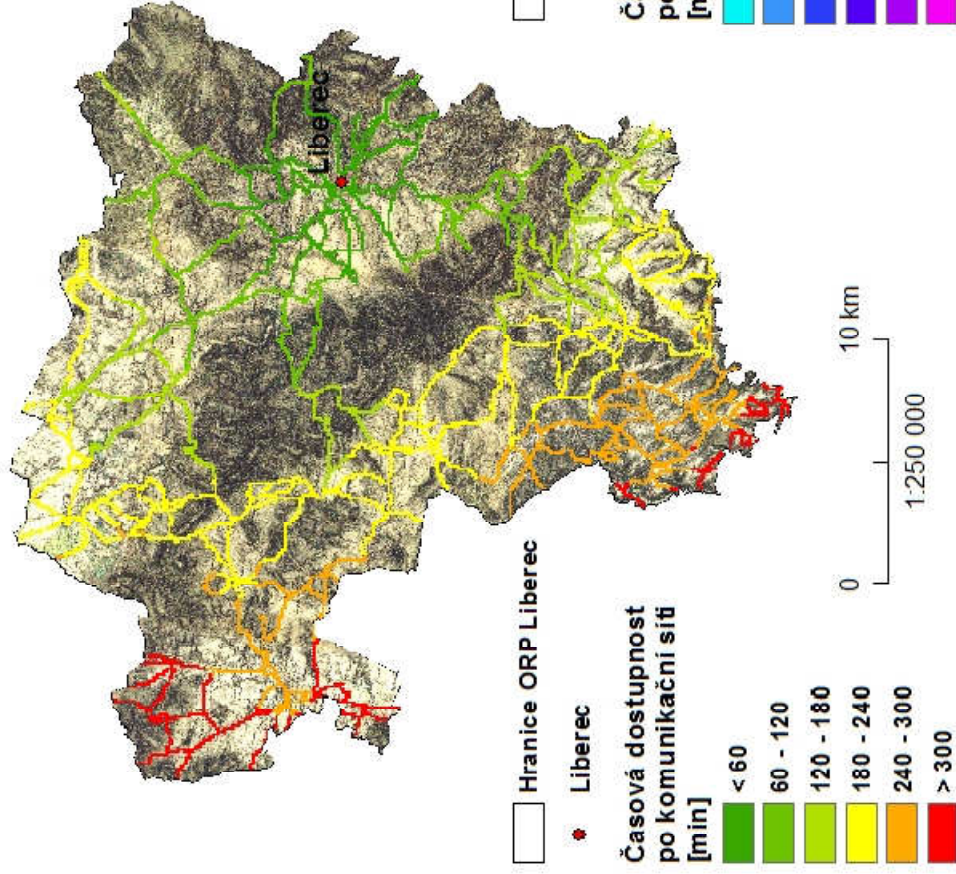 Liberec
Hranice ORP Liberec
Liberec
Časová dostupnost
po komunikační síti
[min]
< 60
60 - 120
120 - 180
180 - 240
240 - 300
> 300
0
10 km
1:250 000